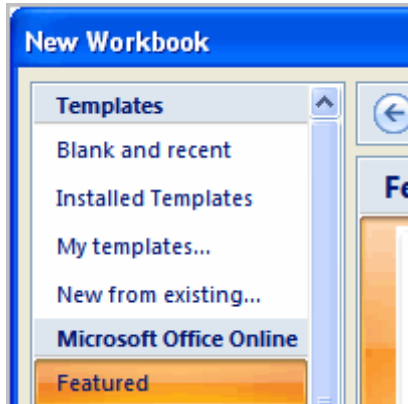 New Workbook
Templates
Blank and recent
Installed Templates
My templates...
New from existing...
Microsoft Office Online
Featured